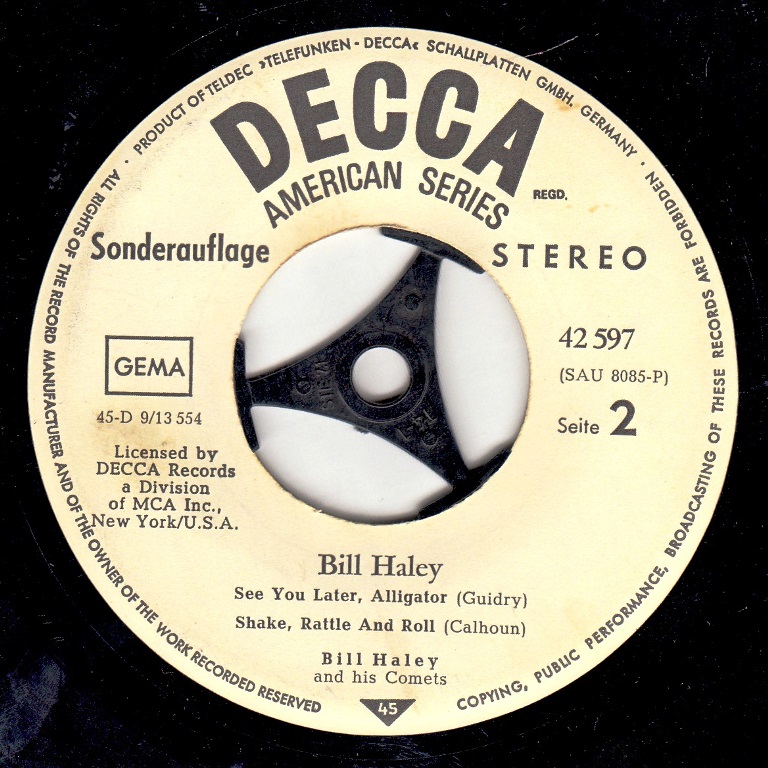 · PRODUCT OF TELDEC »TELEFUNKEN - DECCA« SCHALLPLATTEN GMBH. GERMANY ·
DECCA
AMERICAN SERIES
REGD.
Sonderauflage
STEREO
GEMA
45-D 9/13 554
Licensed by
DECCA Records
a Division
of MCA Inc.,
New York/U.S.A.
42 597
(SAU 8085-P)
Seite 2
Bill Haley
See You Later, Alligator (Guidry)
Shake, Rattle And Roll (Calhoun)
Bill Haley
and his Comets
45
ALL RIGHTS OF THE RECORD MANUFACTURER AND OF THE OWNER OF THE WORK RECORDED RESERVED
COPYING, PUBLIC PERFORMANCE, BROADCASTING OF THESE RECORDS ARE FORBIDDEN